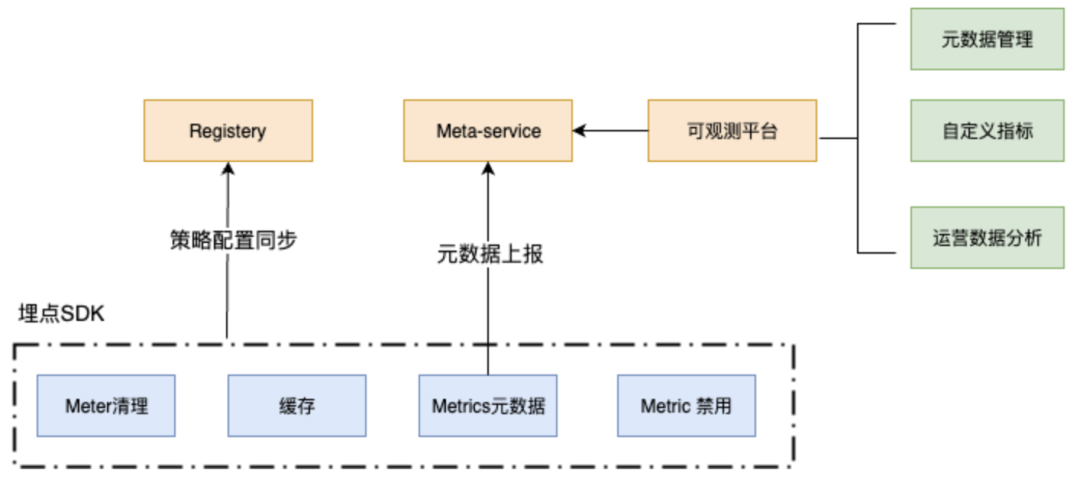 元数据管理
Registery
Meta-service
可观测平台
自定义指标
策略配置同步
元数据上报
运营数据分析
埋点SDK
Meter清理
缓存
Metrics元数据
Metric 禁用